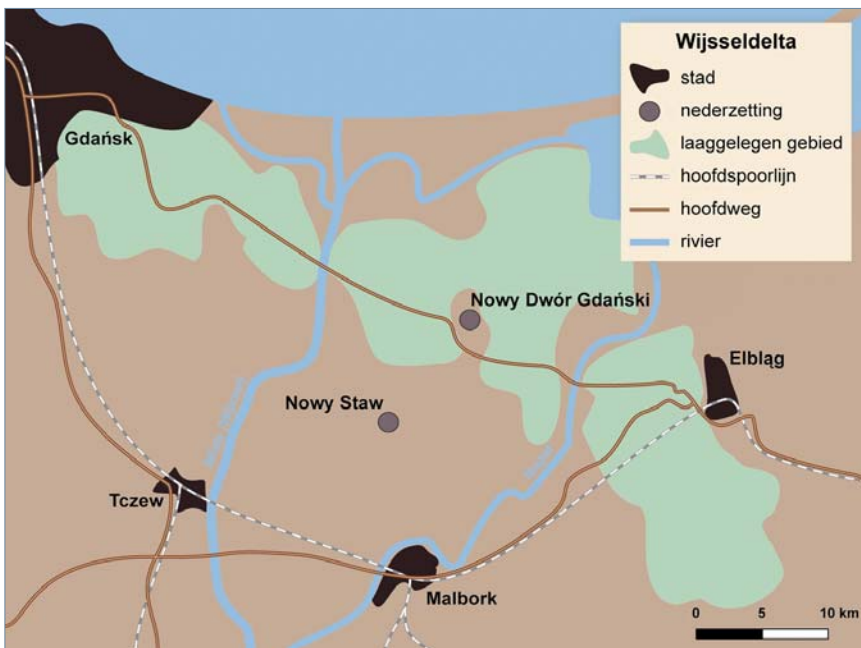 Wijsseldelta
stad
nederzetting
laaggelegen gebied
hoofdspoorlijn
hoofdweg
rivier
Gdańsk
Nowy Dwór Gdański
Elbląg
Nowy Staw
Tczew
Malbork
0 5 10 km